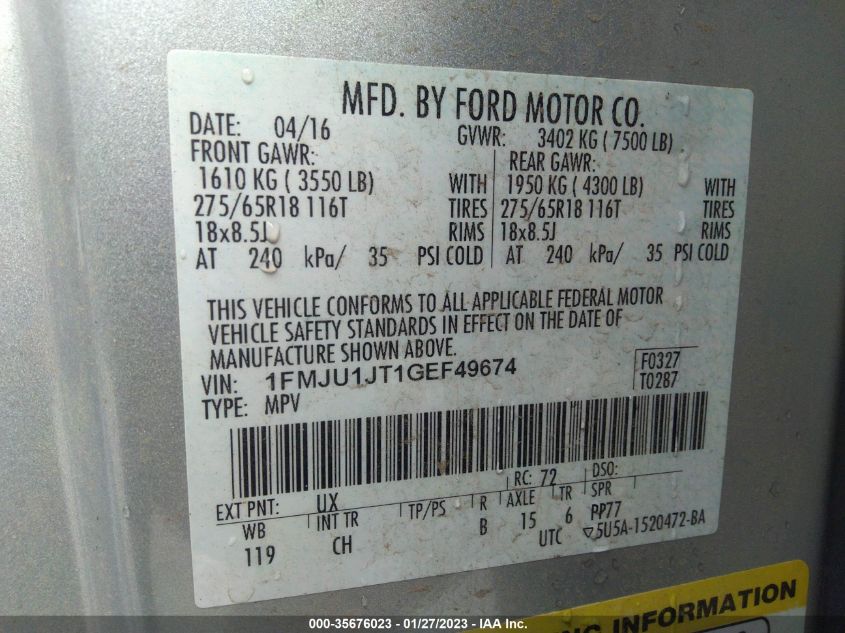 MFD. BY FORD MOTOR CO.
DATE: 04/16 GVWR: 3402 KG ( 7500 LB)
FRONT GAWR: REAR GAWR:
1610 KG ( 3550 LB) WITH 1950 KG ( 4300 LB) WITH
275/65R18 116T TIRES 275/65R18 116T TIRES
18x8.5J RIMS 18x8.5J RIMS
AT 240 kPa/ 35 PSI COLD AT 240 kPa/ 35 PSI COLD
THIS VEHICLE CONFORMS TO ALL APPLICABLE FEDERAL MOTOR
VEHICLE SAFETY STANDARDS IN EFFECT ON THE DATE OF
MANUFACTURE SHOWN ABOVE.
VIN: 1FMJU1JT1GEF49674 F0327
TYPE: MPV T0287
EXT PNT: UX RC: 72 DSO:
WB INT TR TP/PS R AXLE TR SPR
119 CH B 15 6 PP77
UTC ▽5U5A-1520472-BA
INFORMATION
000-35676023 / 01/27/2023 / © IAA Inc.